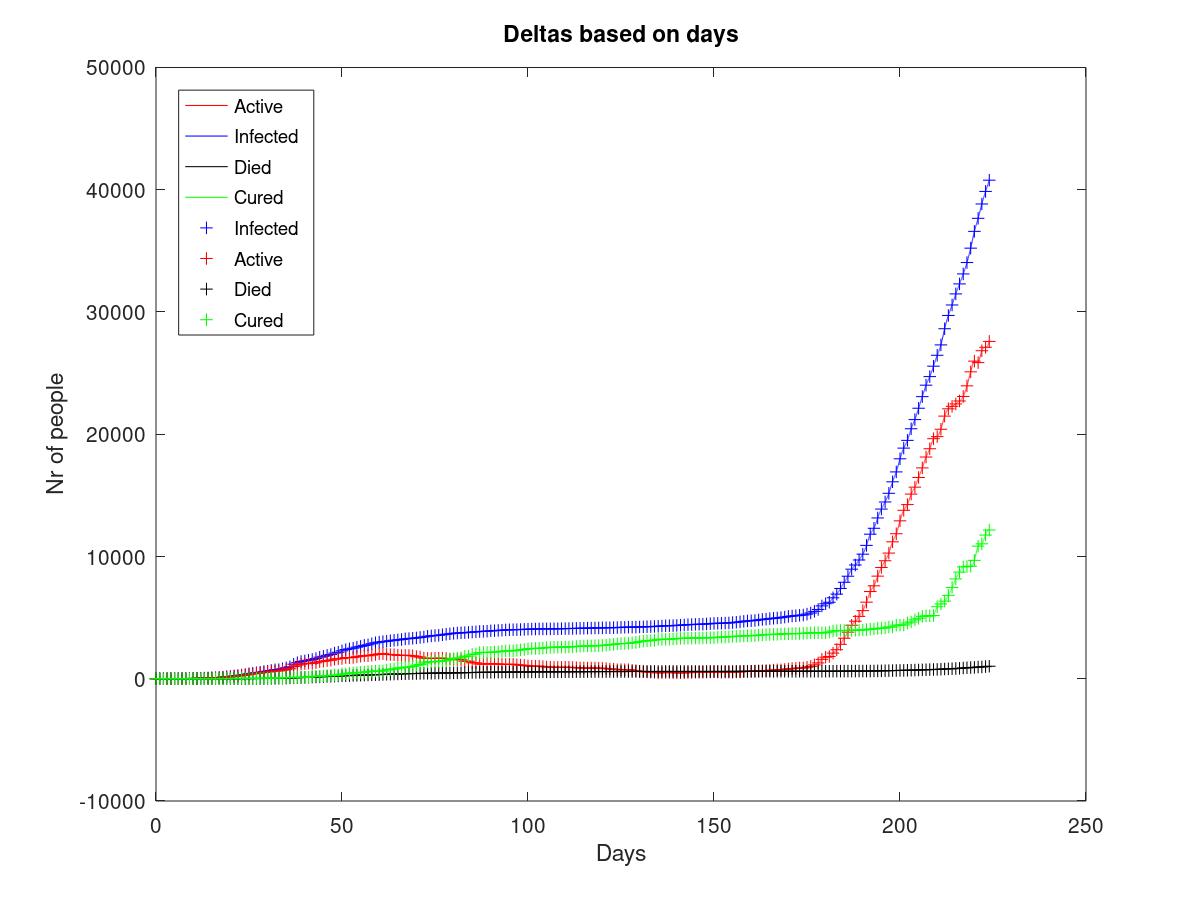 Deltas based on days
50000
40000
30000
20000
10000
0
-10000
Nr of people
Active
Infected
Died
Cured
Infected
Active
Died
Cured
0 50 100 150 200 250
Days